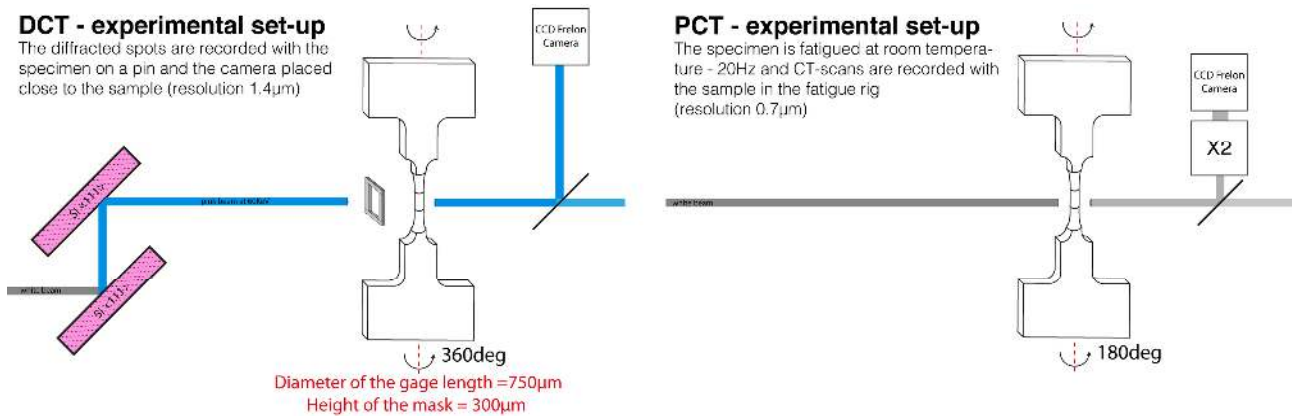 DCT - experimental set-up
The diffracted spots are recorded with the
specimen on a pin and the camera placed
close to the sample (resolution 1.4µm)
CCD Frelon
Camera
Si <111>
pink beam at 60KeV
Si <111>
white beam
360deg
Diameter of the gage length =750µm
Height of the mask = 300µm
PCT - experimental set-up
The specimen is fatigued at room tempera-
ture - 20Hz and CT-scans are recorded with
the sample in the fatigue rig
(resolution 0.7µm)
CCD Frelon
Camera
X2
white beam
180deg